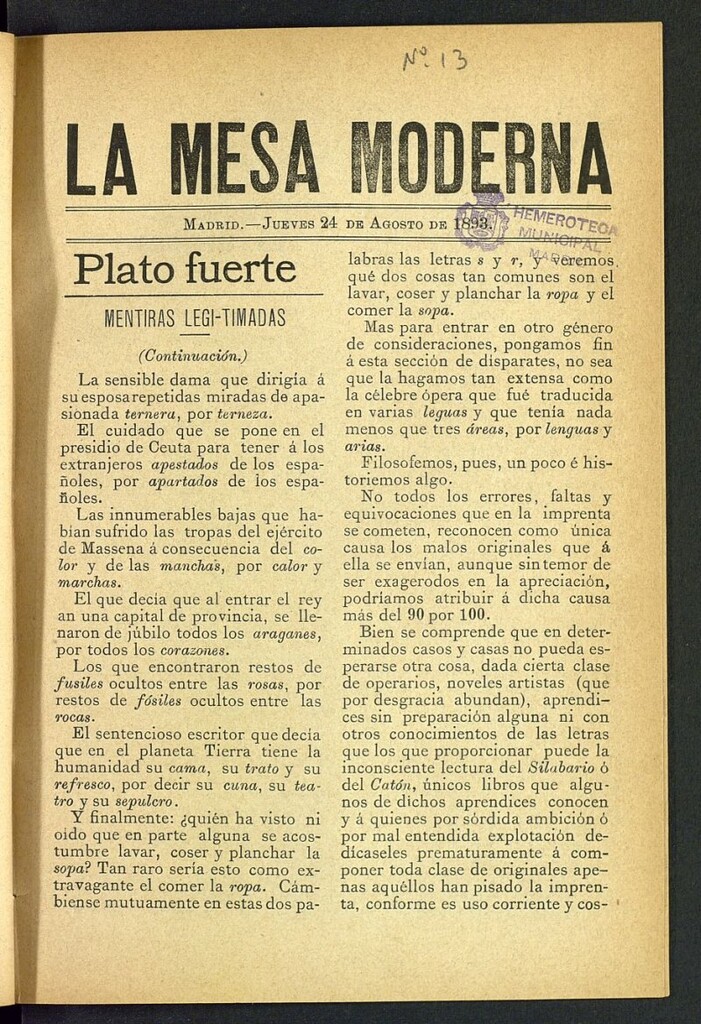 Nº 13
LA MESA MODERNA
MADRID.—JUEVES 24 DE AGOSTO DE 1893.
HEMEROTECA
MUNICIPAL
MADRID
Plato fuerte
MENTIRAS LEGI-TIMADAS
(Continuación.)
La sensible dama que dirigía á
su esposa repetidas miradas de apa-
sionada ternera, por terneza.
El cuidado que se pone en el
presidio de Ceuta para tener á los
extranjeros apestados de los espa-
ñoles, por apartados de los espa-
ñoles.
Las innumerables bajas que ha-
bian sufrido las tropas del ejército
de Massena á consecuencia del co-
lor y de las manchas, por calor y
marchas.
El que decía que al entrar el rey
an una capital de provincia, se lle-
naron de júbilo todos los araganes,
por todos los corazones.
Los que encontraron restos de
fusiles ocultos entre las rosas, por
restos de fósiles ocultos entre las
rocas.
El sentencioso escritor que decía
que en el planeta Tierra tiene la
humanidad su cama, su trato y su
refresco, por decir su cuna, su tea-
tro y su sepulcro.
Y finalmente: ¿quién ha visto ni
oido que en parte alguna se acos-
tumbre lavar, coser y planchar la
sopa? Tan raro sería esto como ex-
travagante el comer la ropa. Cám-
biense mutuamente en estas dos pa-
labras las letras s y r, y veremos
qué dos cosas tan comunes son el
lavar, coser y planchar la ropa y el
comer la sopa.
Mas para entrar en otro género
de consideraciones, pongamos fin
á esta sección de disparates, no sea
que la hagamos tan extensa como
la célebre ópera que fué traducida
en varias leguas y que tenía nada
menos que tres áreas, por lenguas y
arias.
Filosofemos, pues, un poco é his-
toriemos algo.
No todos los errores, faltas y
equivocaciones que en la imprenta
se cometen, reconocen como única
causa los malos originales que á
ella se envían, aunque sin temor de
ser exagerodos en la apreciación,
podríamos atribuir á dicha causa
más del 90 por 100.
Bien se comprende que en deter-
minados casos y casas no pueda es-
perarse otra cosa, dada cierta clase
de operarios, noveles artistas (que
por desgracia abundan), aprendi-
ces sin preparación alguna ni con
otros conocimientos de las letras
que los que proporcionar puede la
inconsciente lectura del Silabario ó
del Catón, únicos libros que algu-
nos de dichos aprendices conocen
y á quienes por sórdida ambición ó
por mal entendida explotación de-
dícaseles prematuramente á com-
poner toda clase de originales ape-
nas aquéllos han pisado la impren-
ta, conforme es uso corriente y cos-